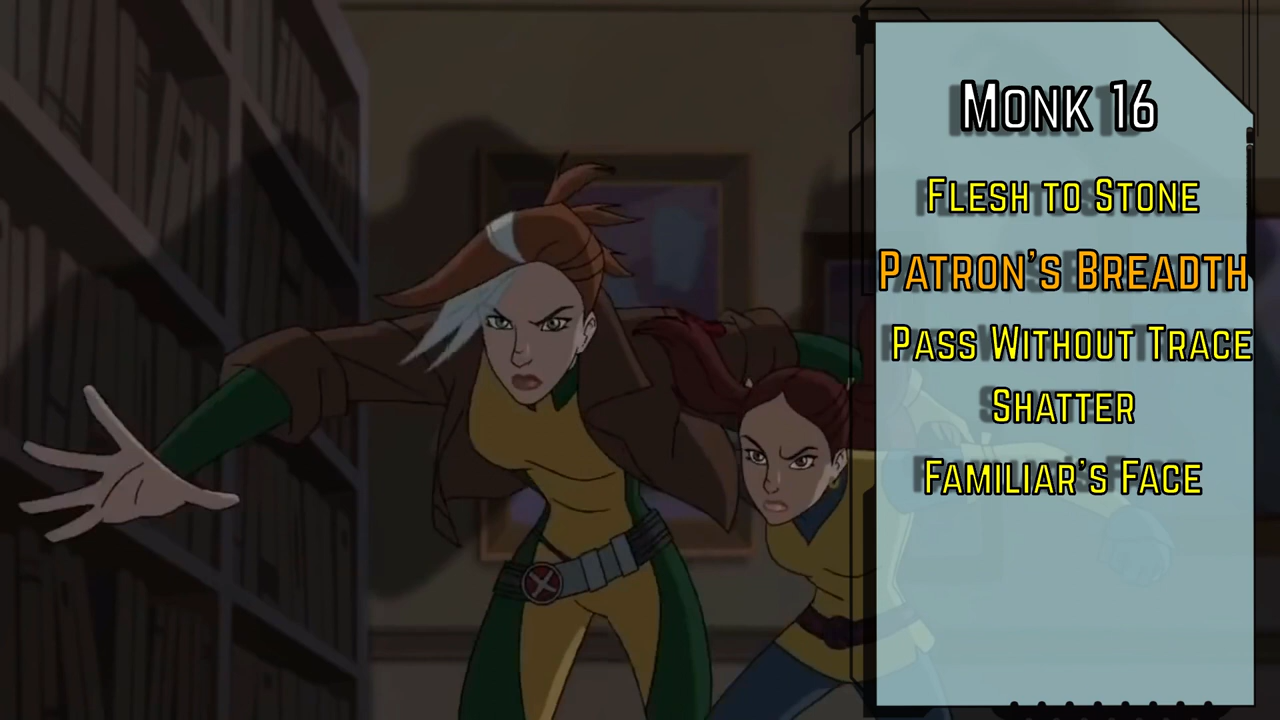 Monk 16
Flesh to Stone
Patron's Breadth
Pass Without Trace
Shatter
Familiar's Face